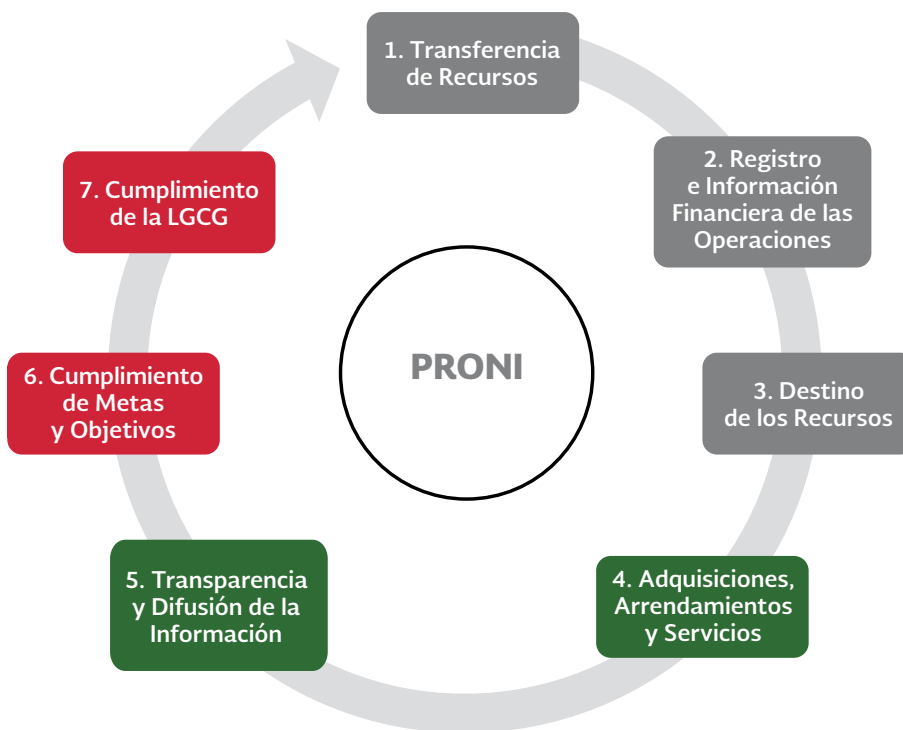 1. Transferencia
de Recursos
2. Registro
e Información
Financiera de las
Operaciones
3. Destino
de los Recursos
4. Adquisiciones,
Arrendamientos
y Servicios
5. Transparencia
y Difusión de la
Información
6. Cumplimiento
de Metas
y Objetivos
7. Cumplimiento
de la LGCG
PRONI